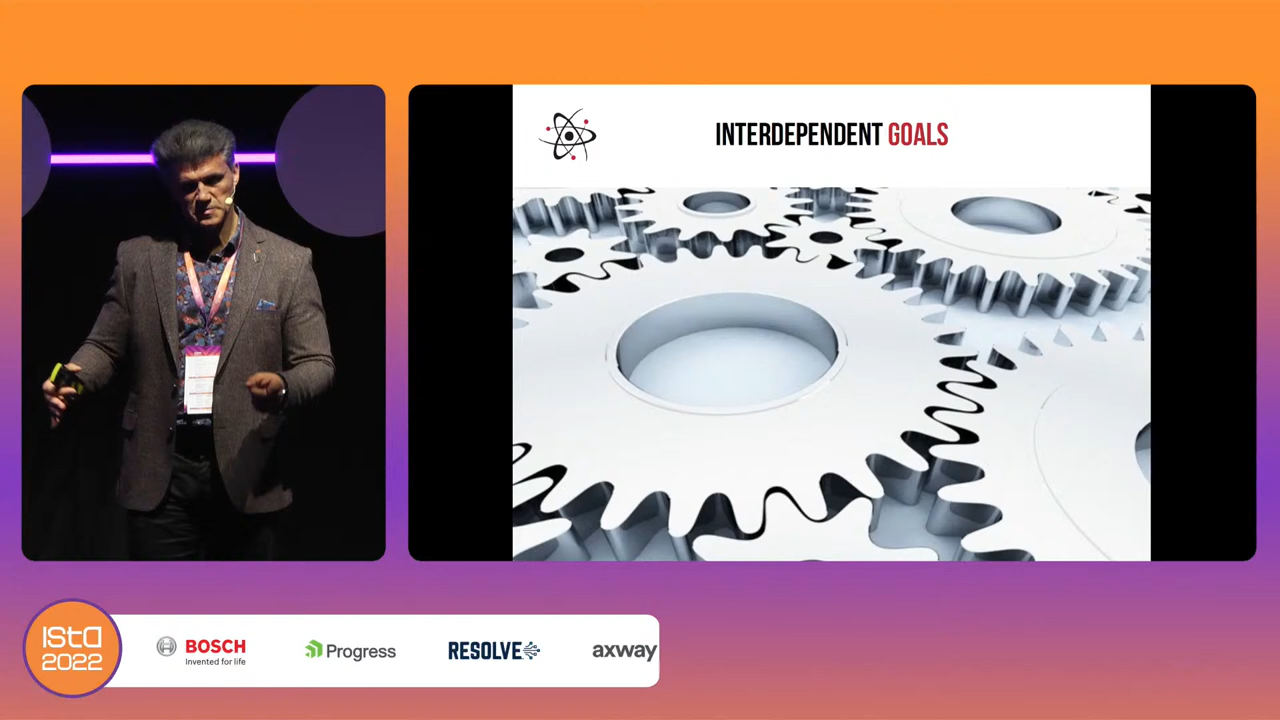 INTERDEPENDENT GOALS
ista
2022
BOSCH
Invented for life
Progress
RESOLVE
axway